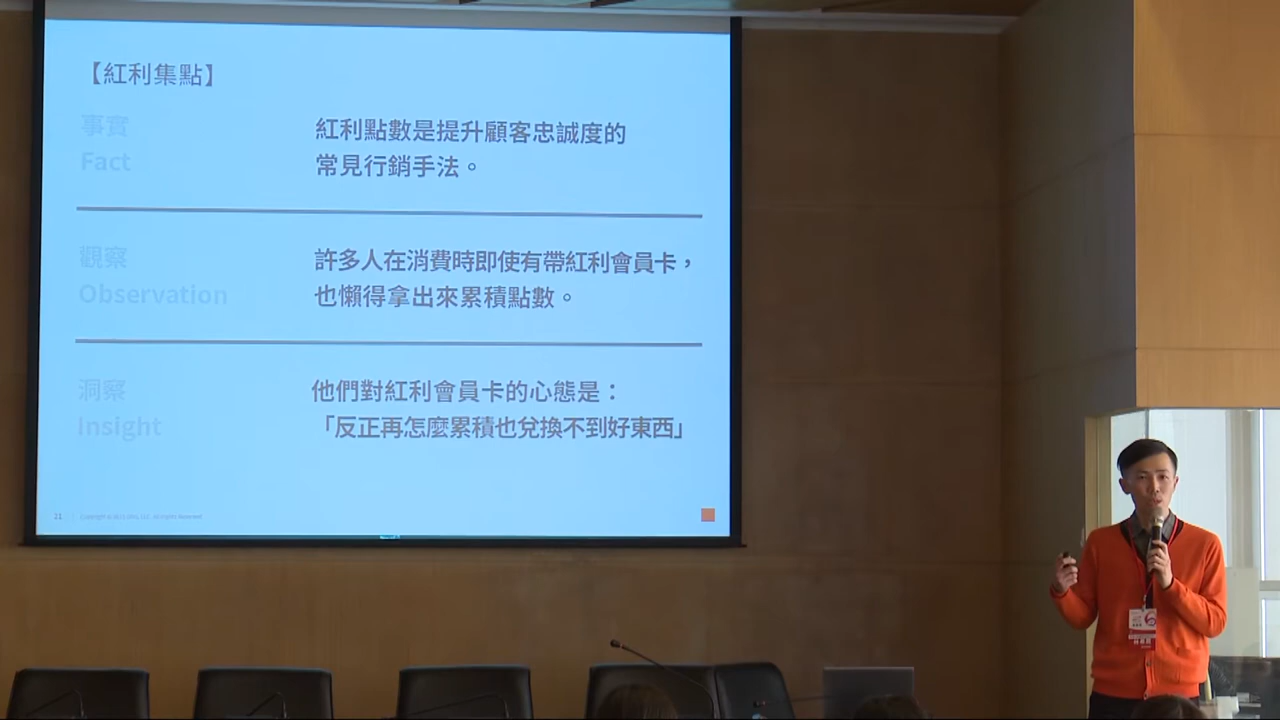 【紅利集點】
事實
Fact
紅利點數是提升顧客忠誠度的
常見行銷手法。
觀察
Observation
許多人在消費時即使有帶紅利會員卡，
也懶得拿出來累積點數。
洞察
Insight
他們對紅利會員卡的心態是：
「反正再怎麼累積也兌換不到好東西」
21